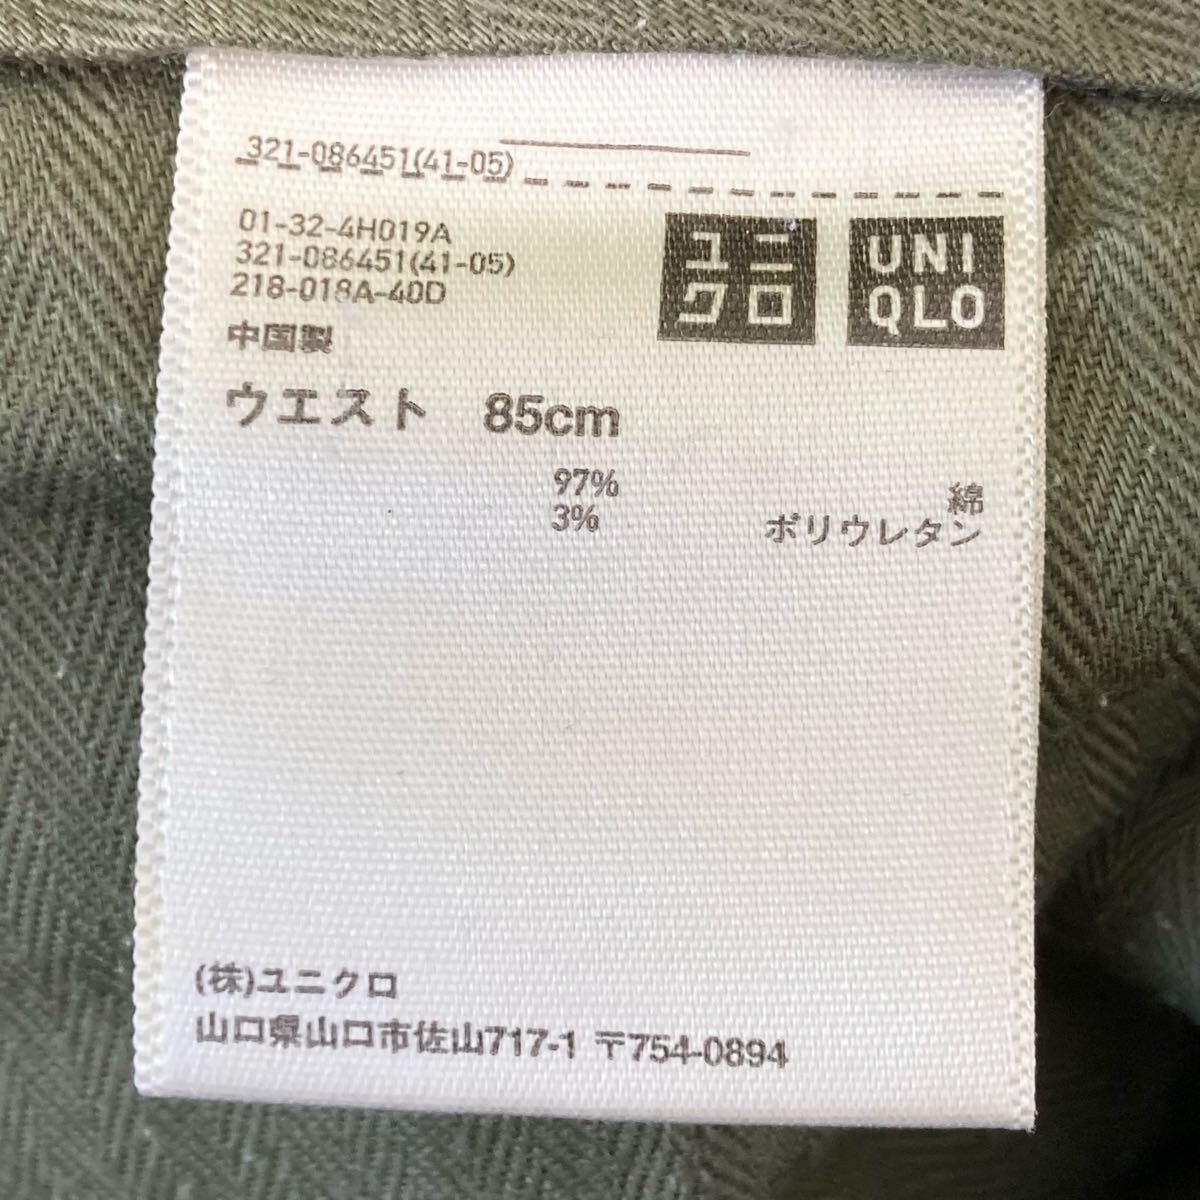 321-086451(41-05)
01-32-4H019A
321-086451(41-05)
218-018A-40D
中国製
ユニ
クロ
UNI
QLO
ウエスト 85cm
97% 綿
3% ポリウレタン
(株)ユニクロ
山口県山口市佐山717-1 〒754-0894